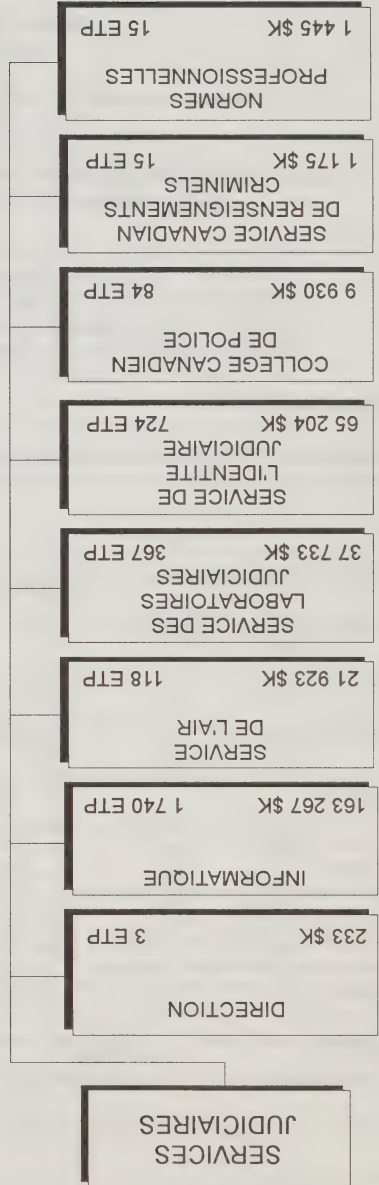 SERVICES
JUDICIAIRES
DIRECTION
233 $K 3 ETP
INFORMATIQUE
163 267 $K 1 740 ETP
SERVICE
DE L'AIR
21 923 $K 118 ETP
SERVICE DES
LABORATOIRES
JUDICIAIRES
37 733 $K 367 ETP
SERVICE DE
L'IDENTITE
JUDICIAIRE
65 204 $K 724 ETP
COLLEGE CANADIEN
DE POLICE
9 930 $K 84 ETP
SERVICE CANADIAN
DE RENSEIGNEMENTS
CRIMINELS
1 175 $K 15 ETP
NORMES
PROFESSIONNELLES
1 445 $K 15 ETP